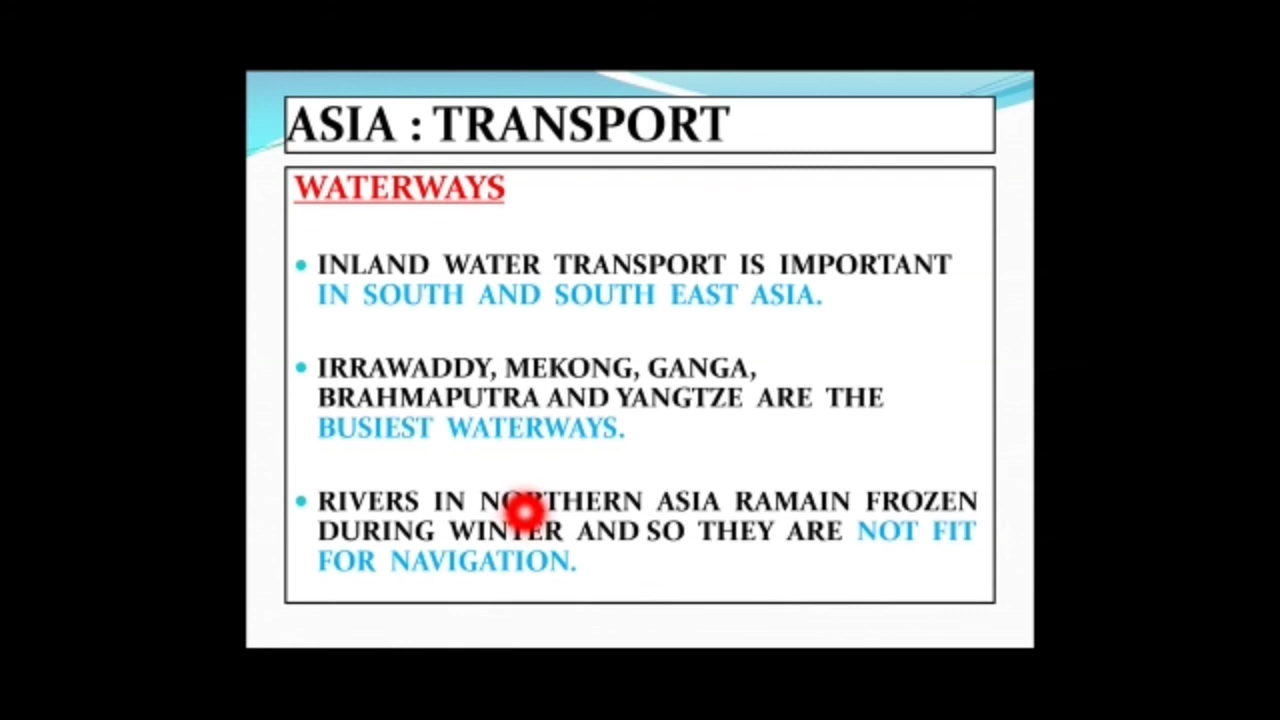 ASIA : TRANSPORT
WATERWAYS
INLAND WATER TRANSPORT IS IMPORTANT
IN SOUTH AND SOUTH EAST ASIA.
IRRAWADDY, MEKONG, GANGA,
BRAHMAPUTRA AND YANGTZE ARE THE
BUSIEST WATERWAYS.
RIVERS IN NORTHERN ASIA RAMAIN FROZEN
DURING WINTER AND SO THEY ARE NOT FIT
FOR NAVIGATION.